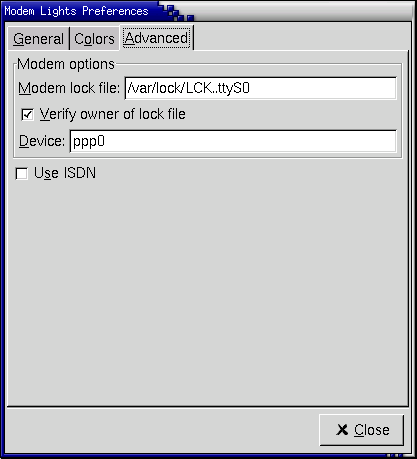 Modem Lights Preferences
General Colors Advanced
Modem options
Modem lock file: /var/lock/LCK..ttyS0
Verify owner of lock file
Device: ppp0
Use ISDN
Close